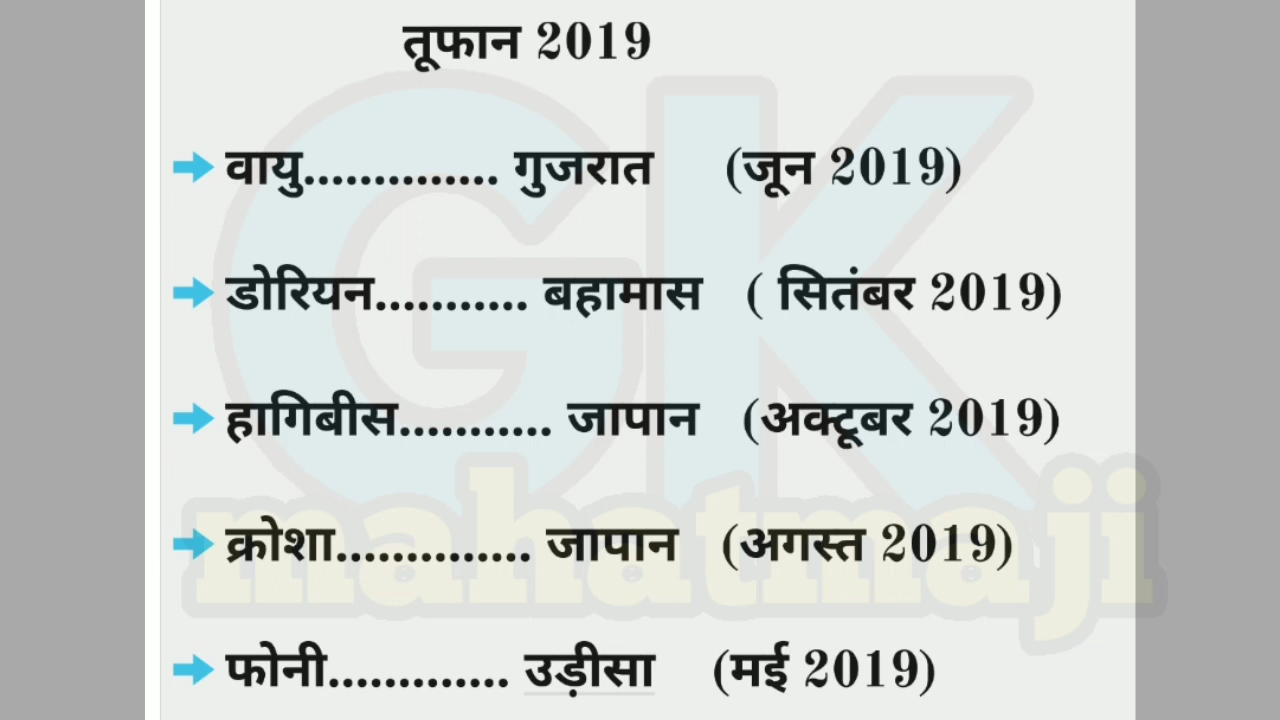 तूफान 2019
वायु.............. गुजरात (जून 2019)
डोरियन........... बहामास ( सितंबर 2019)
हागिबीस........... जापान (अक्टूबर 2019)
क्रोशा.............. जापान (अगस्त 2019)
फोनी............. उड़ीसा (मई 2019)
GK
mahatmaji